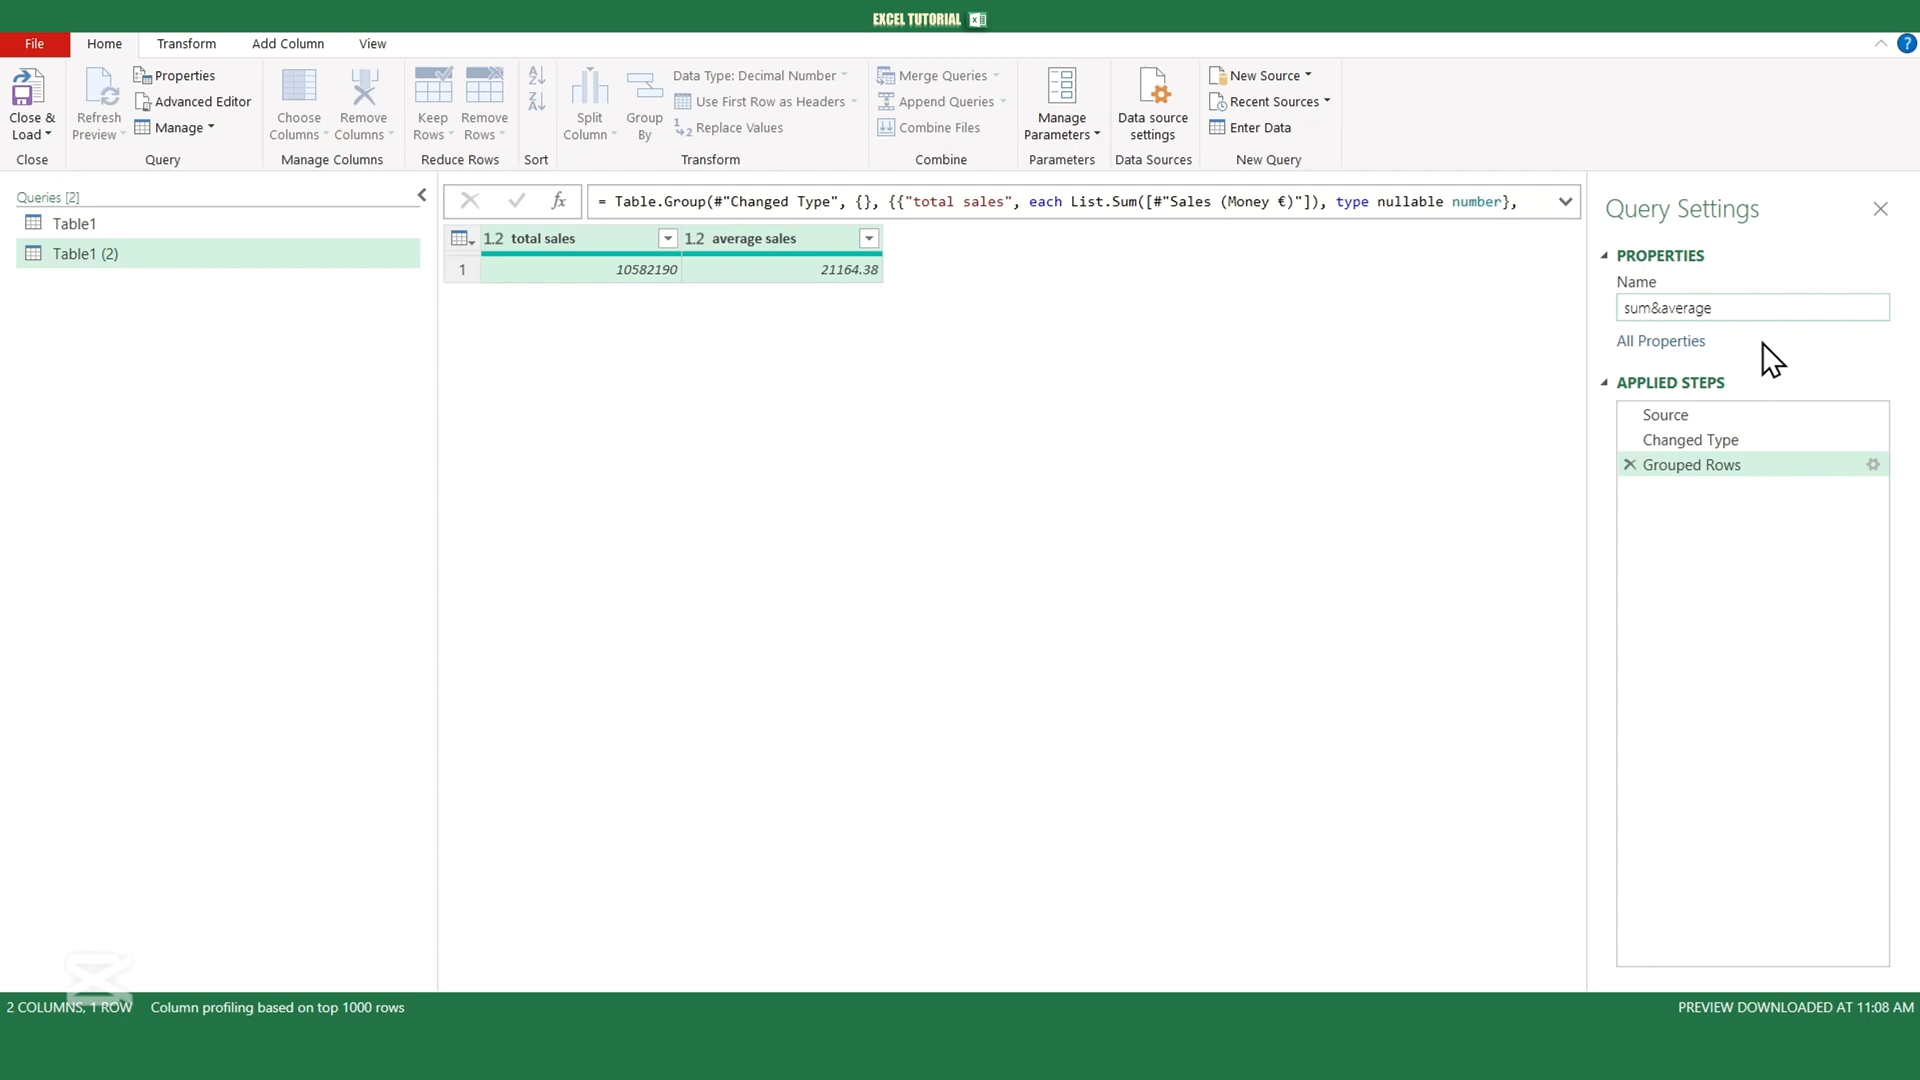 EXCEL TUTORIAL
File Home Transform Add Column View
Close & Load
Refresh Preview
Properties
Advanced Editor
Manage
Choose Columns
Remove Columns
Keep Rows
Remove Rows
Split Column
Group By
Data Type: Decimal Number
Use First Row as Headers
Replace Values
Merge Queries
Append Queries
Combine Files
Manage Parameters
Data source settings
New Source
Recent Sources
Enter Data
Close Query Manage Columns Reduce Rows Sort Transform Combine Parameters Data Sources New Query
Queries [2]
Table1
Table1 (2)
fx = Table.Group(#"Changed Type", {}, {{"total sales", each List.Sum([#"Sales (Money €)"]), type nullable number},
1.2 total sales 1.2 average sales
1 10582190 21164.38
Query Settings
PROPERTIES
Name
sum&average
All Properties
APPLIED STEPS
Source
Changed Type
Grouped Rows
2 COLUMNS, 1 ROW Column profiling based on top 1000 rows PREVIEW DOWNLOADED AT 11:08 AM